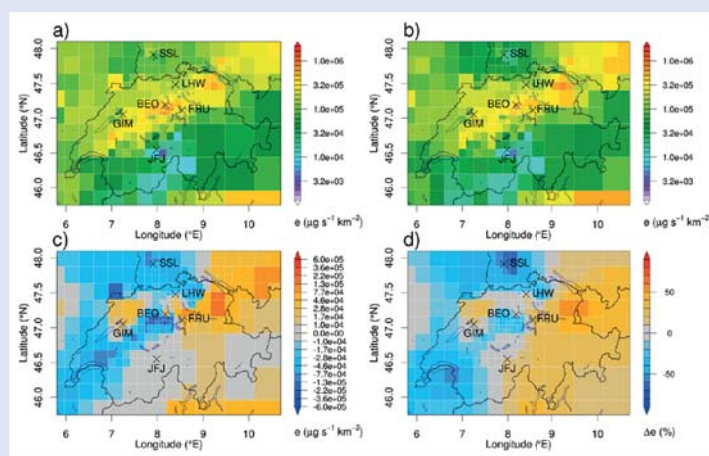 a)
b)
48.0
47.5
47.0
46.5
46.0
Latitude (°N)
SSL
LHW
BEO
FRU
GIM
JFJ
1.0e+06
3.2e+05
1.0e+05
3.2e+04
1.0e+04
3.2e+03
6 7 8 9 10
Longitude (°E)
e (µg s⁻¹ km⁻²)
48.0
47.5
47.0
46.5
46.0
Latitude (°N)
SSL
LHW
BEO
FRU
GIM
JFJ
1.0e+06
3.2e+05
1.0e+05
3.2e+04
1.0e+04
3.2e+03
6 7 8 9 10
Longitude (°E)
e (µg s⁻¹ km⁻²)
c)
d)
48.0
47.5
47.0
46.5
46.0
Latitude (°N)
SSL
LHW
BEO
FRU
GIM
JFJ
6.0e+05
3.6e+05
2.2e+05
1.3e+05
7.7e+04
4.6e+04
2.8e+04
1.7e+04
0.0e+00
-1.7e+04
-2.8e+04
-4.6e+04
-7.7e+04
-1.3e+05
-2.2e+05
-3.6e+05
-6.0e+05
6 7 8 9 10
Longitude (°E)
e (µg s⁻¹ km⁻²)
48.0
47.5
47.0
46.5
46.0
Latitude (°N)
SSL
LHW
BEO
FRU
GIM
JFJ
50
0
-50
6 7 8 9 10
Longitude (°E)
Δe (%)